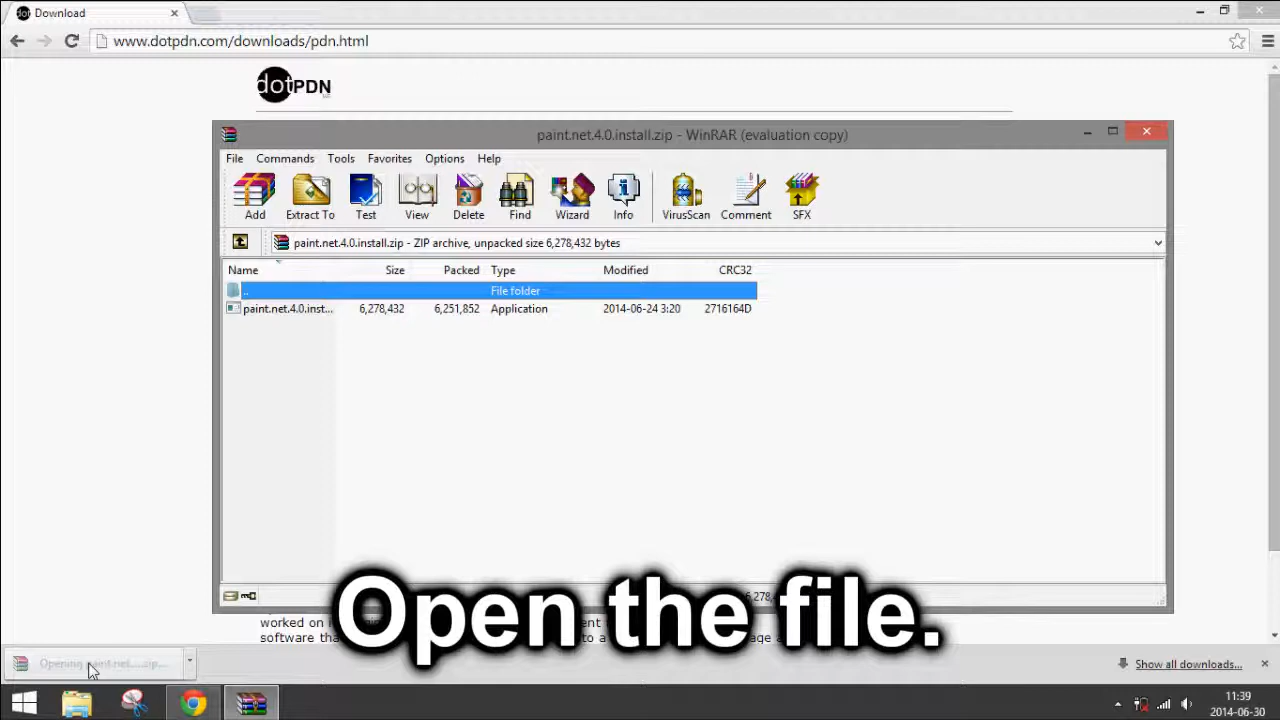 Download
www.dotpdn.com/downloads/pdn.html
dotPDN
paint.net.4.0.install.zip - WinRAR (evaluation copy)
File Commands Tools Favorites Options Help
Add Extract To Test View Delete Find Wizard Info VirusScan Comment SFX
paint.net.4.0.install.zip - ZIP archive, unpacked size 6,278,432 bytes
Name Size Packed Type Modified CRC32
.. File folder
paint.net.4.0.inst... 6,278,432 6,251,852 Application 2014-06-24 3:20 2716164D
Open the file.
worked on
software
Opening paint.net....zip...
Show all downloads...
11:39
2014-06-30